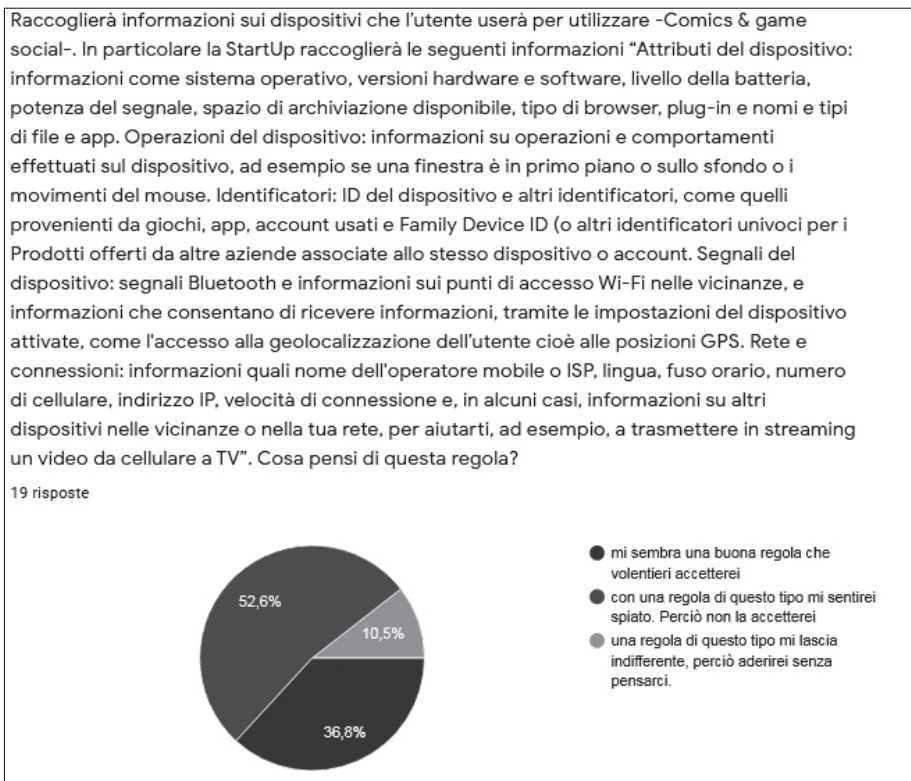 Raccoglierà informazioni sui dispositivi che l'utente userà per utilizzare -Comics & game
social-. In particolare la StartUp raccoglierà le seguenti informazioni “Attributi del dispositivo:
informazioni come sistema operativo, versioni hardware e software, livello della batteria,
potenza del segnale, spazio di archiviazione disponibile, tipo di browser, plug-in e nomi e tipi
di file e app. Operazioni del dispositivo: informazioni su operazioni e comportamenti
effettuati sul dispositivo, ad esempio se una finestra è in primo piano o sullo sfondo o i
movimenti del mouse. Identificatori: ID del dispositivo e altri identificatori, come quelli
provenienti da giochi, app, account usati e Family Device ID (o altri identificatori univoci per i
Prodotti offerti da altre aziende associate allo stesso dispositivo o account. Segnali del
dispositivo: segnali Bluetooth e informazioni sui punti di accesso Wi-Fi nelle vicinanze, e
informazioni che consentano di ricevere informazioni, tramite le impostazioni del dispositivo
attivate, come l'accesso alla geolocalizzazione dell'utente cioè alle posizioni GPS. Rete e
connessioni: informazioni quali nome dell'operatore mobile o ISP, lingua, fuso orario, numero
di cellulare, indirizzo IP, velocità di connessione e, in alcuni casi, informazioni su altri
dispositivi nelle vicinanze o nella tua rete, per aiutarti, ad esempio, a trasmettere in streaming
un video da cellulare a TV”. Cosa pensi di questa regola?
19 risposte
52,6%
10,5%
36,8%
mi sembra una buona regola che
volentieri accetterei
con una regola di questo tipo mi sentirei
spiato. Perciò non la accetterei
una regola di questo tipo mi lascia
indifferente, perciò aderirei senza
pensarci.